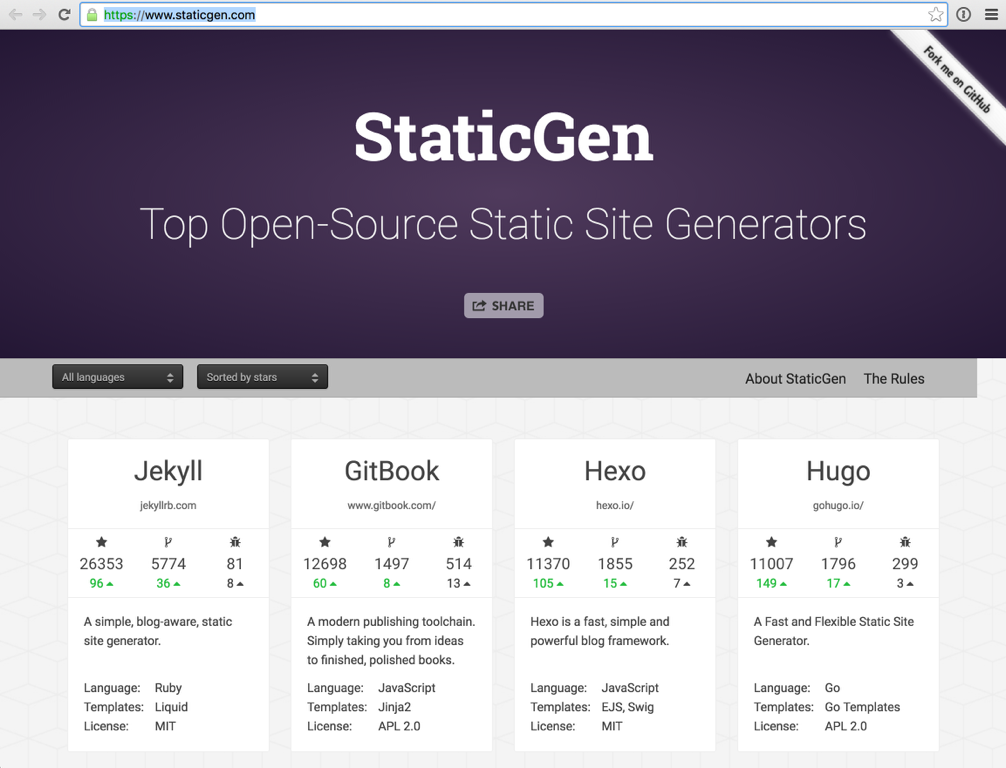 https://www.staticgen.com
Fork me on GitHub
StaticGen
Top Open-Source Static Site Generators
SHARE
All languages
Sorted by stars
About StaticGen
The Rules
Jekyll
jekyllrb.com
26353 5774 81
96 36 8
A simple, blog-aware, static
site generator.
Language: Ruby
Templates: Liquid
License: MIT
GitBook
www.gitbook.com/
12698 1497 514
60 8 13
A modern publishing toolchain.
Simply taking you from ideas
to finished, polished books.
Language: JavaScript
Templates: Jinja2
License: APL 2.0
Hexo
hexo.io/
11370 1855 252
105 15 7
Hexo is a fast, simple and
powerful blog framework.
Language: JavaScript
Templates: EJS, Swig
License: MIT
Hugo
gohugo.io/
11007 1796 299
149 17 3
A Fast and Flexible Static Site
Generator.
Language: Go
Templates: Go Templates
License: APL 2.0